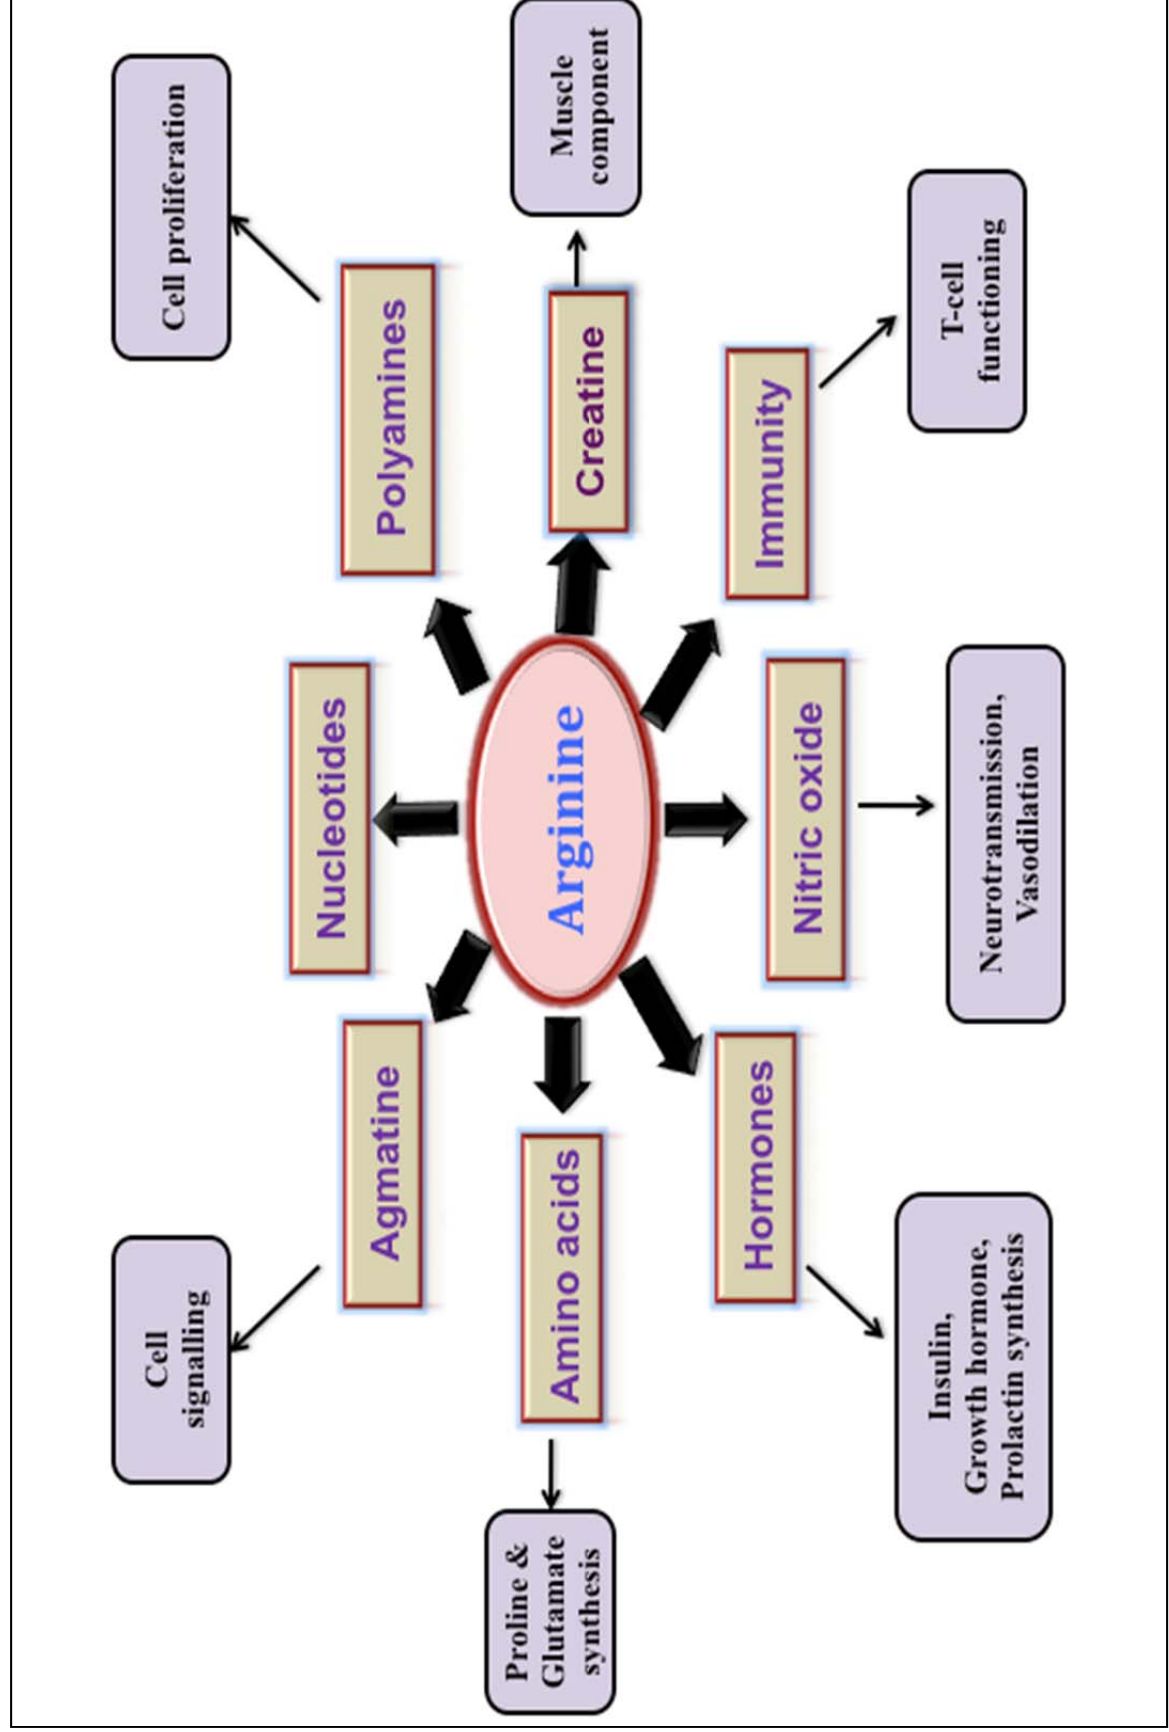 Cell
signalling
Cell proliferation
Agmatine
Nucleotides
Polyamines
Proline &
Glutamate
synthesis
Amino acids
Arginine
Creatine
Muscle
component
Hormones
Nitric oxide
Immunity
Insulin,
Growth hormone,
Prolactin synthesis
Neurotransmission,
Vasodilation
T-cell
functioning